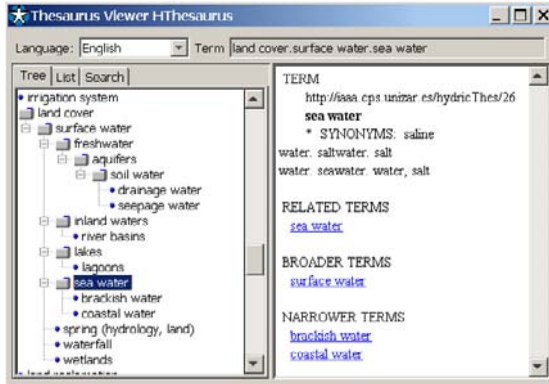 Thesaurus Viewer HThesaurus
Language: English Term land cover.surface water.sea water
Tree List Search
irrigation system
land cover
surface water
freshwater
aquifers
soil water
drainage water
seepage water
inland waters
river basins
lakes
lagoons
sea water
brackish water
coastal water
spring (hydrology, land)
waterfall
wetlands
land reclamation
TERM
http://iaaa.cps.unizar.es/hydricThes/26
sea water
* SYNONYMS: saline
water. saltwater. salt
water. seawater. water, salt
RELATED TERMS
sea water
BROADER TERMS
surface water
NARROWER TERMS
brackish water
coastal water